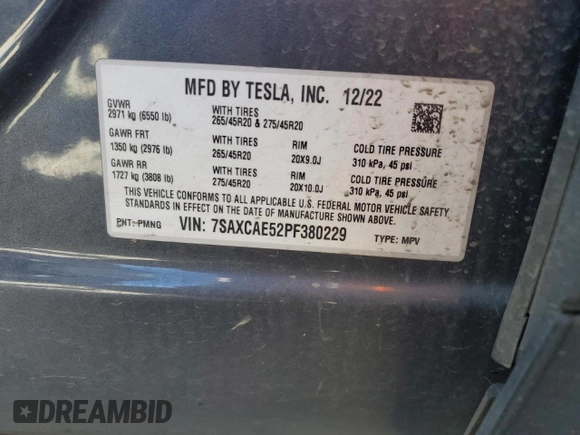 MFD BY TESLA, INC. 12/22
GVWR
2971 kg (6550 lb)
WITH TIRES
265/45R20 & 275/45R20
GAWR FRT
1350 kg (2976 lb)
WITH TIRES
265/45R20
RIM
20X9.0J
COLD TIRE PRESSURE
310 kPa, 45 psi
GAWR RR
1727 kg (3808 lb)
WITH TIRES
275/45R20
RIM
20X10.0J
COLD TIRE PRESSURE
310 kPa, 45 psi
THIS VEHICLE CONFORMS TO ALL APPLICABLE U.S. FEDERAL MOTOR VEHICLE SAFETY
STANDARDS IN EFFECT ON THE DATE OF MANUFACTURE SHOWN ABOVE.
PNT: PMNG
VIN: 7SAXCAE52PF380229
TYPE: MPV
DREAMBID